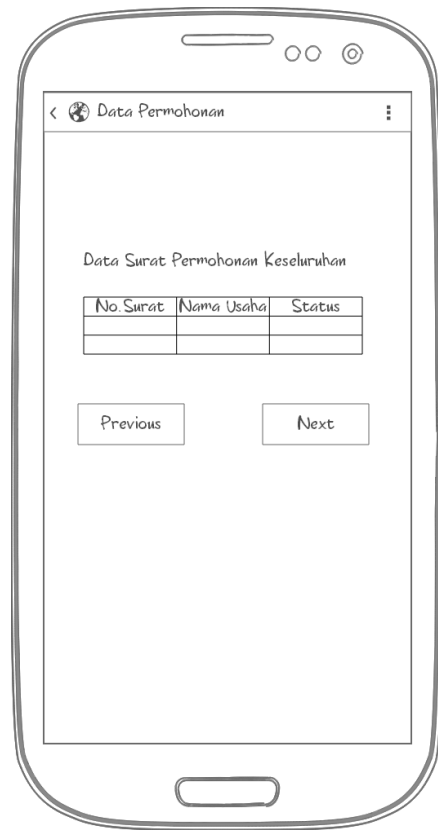 Data Permohonan
Data Surat Permohonan Keseluruhan
No.Surat Nama Usaha Status
Previous Next